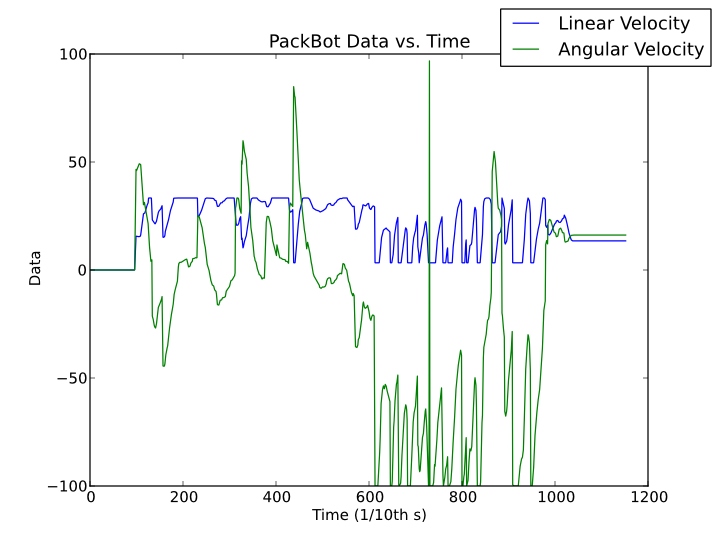 PackBot Data vs. Time
Linear Velocity
Angular Velocity
100
50
0
−50
−100
Data
0 200 400 600 800 1000 1200
Time (1/10th s)